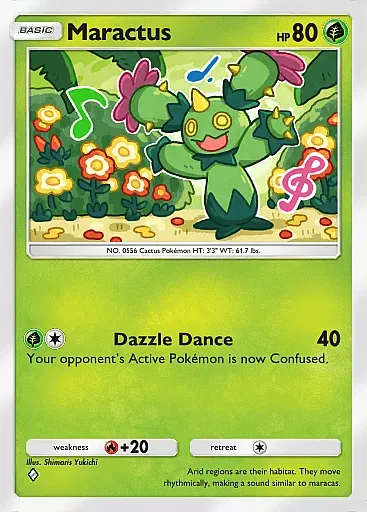 BASIC Maractus HP 80
NO. 0556 Cactus Pokémon HT: 3'3" WT: 61.7 lbs.
Dazzle Dance 40
Your opponent's Active Pokémon is now Confused.
weakness +20 retreat
Illus. Shimaris Yukichi
Arid regions are their habitat. They move
rhythmically, making a sound similar to maracas.